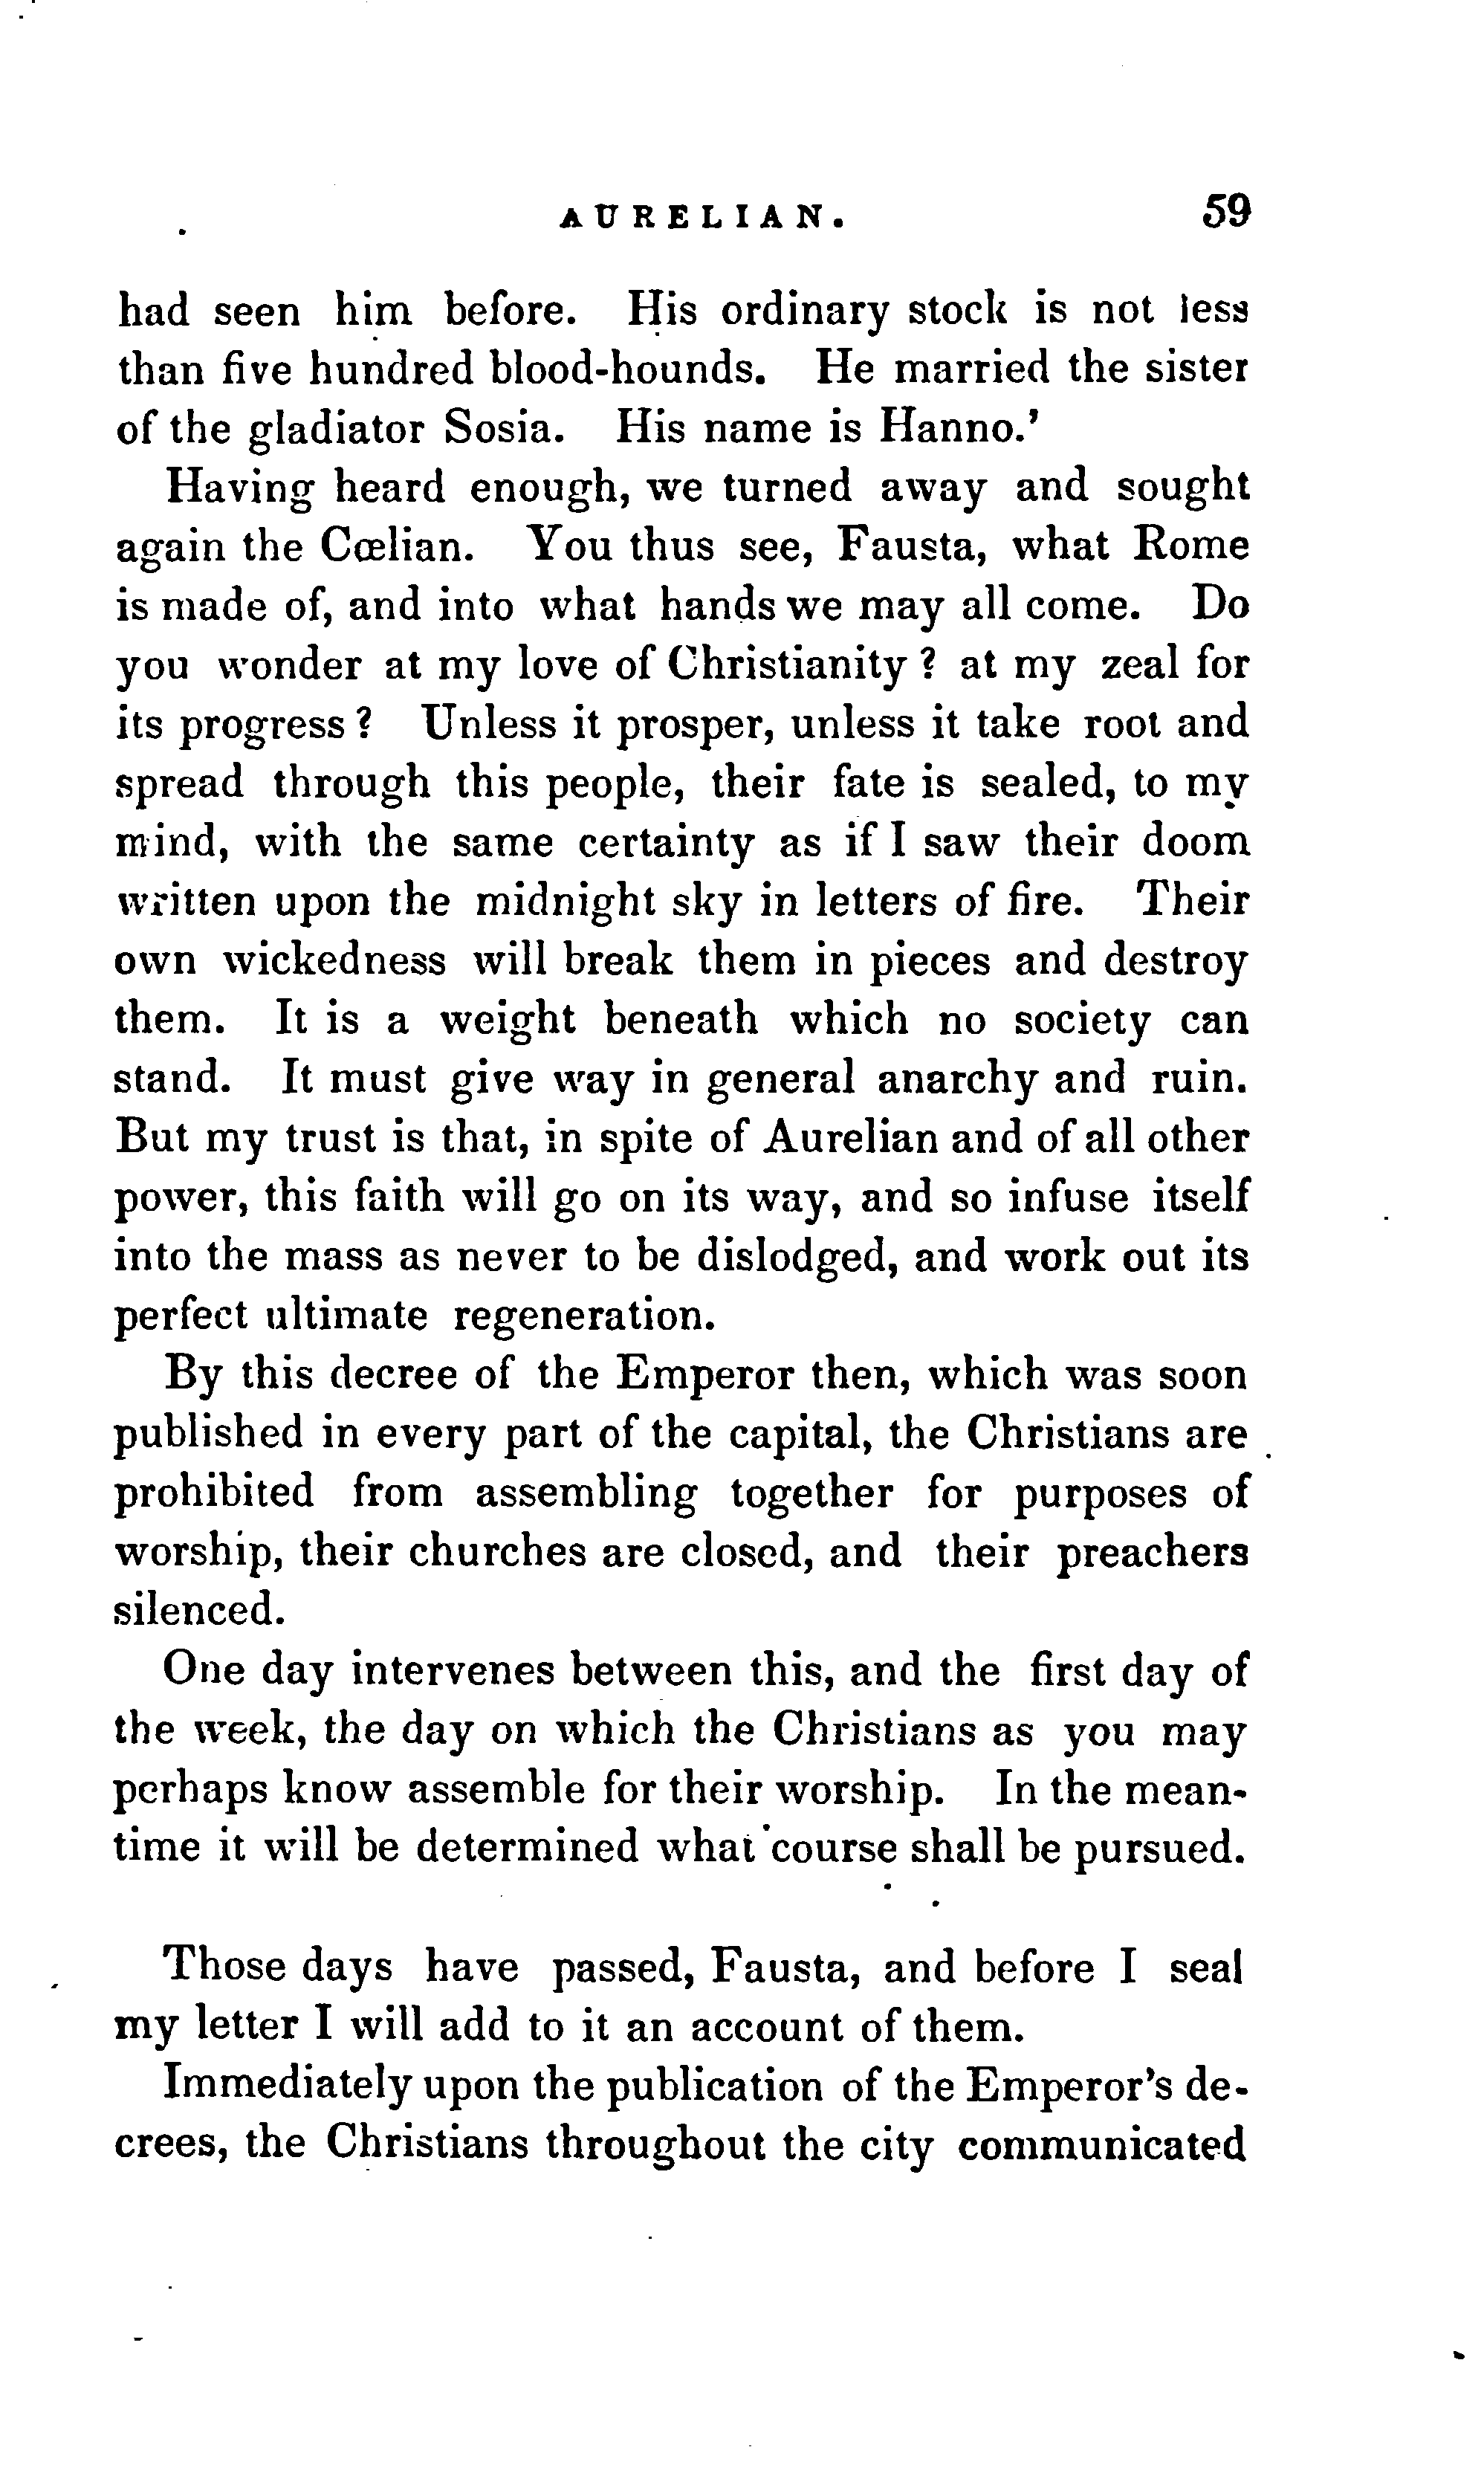 AURELIAN. 59
had seen him before. His ordinary stock is not less
than five hundred blood-hounds. He married the sister
of the gladiator Sosia. His name is Hanno.'
Having heard enough, we turned away and sought
again the Cœlian. You thus see, Fausta, what Rome
is made of, and into what hands we may all come. Do
you wonder at my love of Christianity? at my zeal for
its progress? Unless it prosper, unless it take root and
spread through this people, their fate is sealed, to my
mind, with the same certainty as if I saw their doom
written upon the midnight sky in letters of fire. Their
own wickedness will break them in pieces and destroy
them. It is a weight beneath which no society can
stand. It must give way in general anarchy and ruin.
But my trust is that, in spite of Aurelian and of all other
power, this faith will go on its way, and so infuse itself
into the mass as never to be dislodged, and work out its
perfect ultimate regeneration.
By this decree of the Emperor then, which was soon
published in every part of the capital, the Christians are
prohibited from assembling together for purposes of
worship, their churches are closed, and their preachers
silenced.
One day intervenes between this, and the first day of
the week, the day on which the Christians as you may
perhaps know assemble for their worship. In the mean-
time it will be determined what course shall be pursued.
Those days have passed, Fausta, and before I seal
my letter I will add to it an account of them.
Immediately upon the publication of the Emperor's de-
crees, the Christians throughout the city communicated